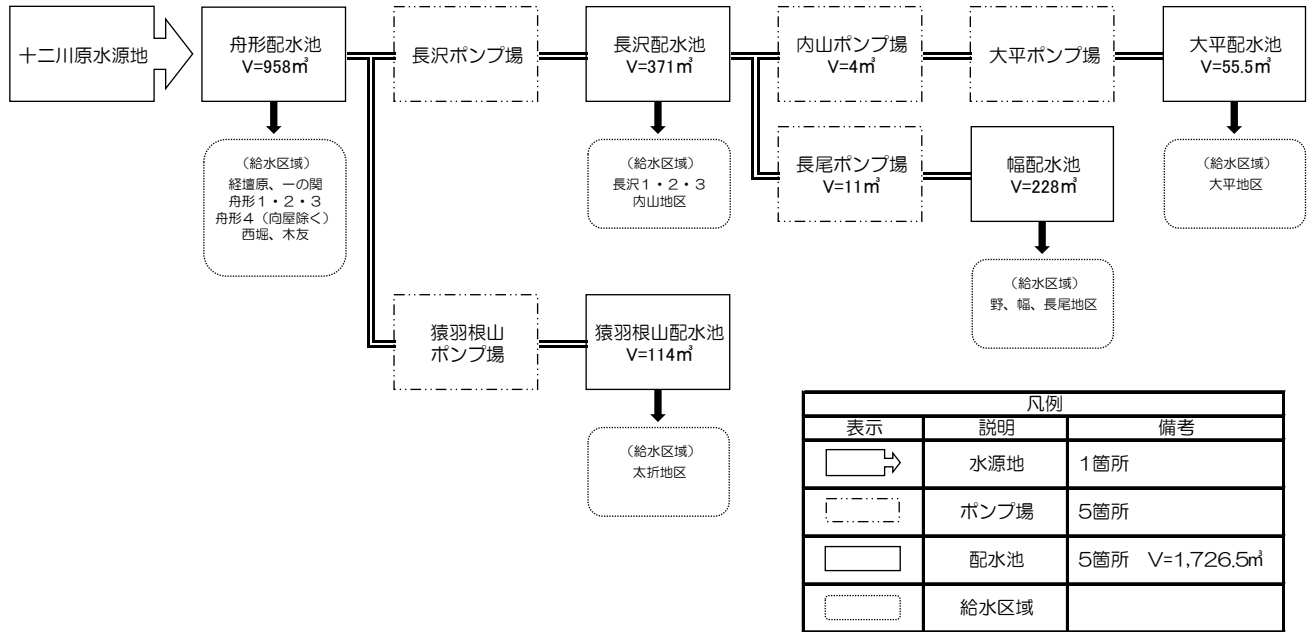 十二川原水源地
舟形配水池
V=958㎥
長沢ポンプ場
長沢配水池
V=371㎥
内山ポンプ場
V=4㎥
大平ポンプ場
大平配水池
V=55.5㎥
(給水区域)
経壇原、一の関
舟形1・2・3
舟形4(向屋除く)
西堀、木友
(給水区域)
長沢1・2・3
内山地区
長尾ポンプ場
V=11㎥
幅配水池
V=228㎥
(給水区域)
大平地区
(給水区域)
野、幅、長尾地区
猿羽根山
ポンプ場
猿羽根山配水池
V=114㎥
(給水区域)
太折地区
凡例
表示 説明 備考
水源地 1箇所
ポンプ場 5箇所
配水池 5箇所 V=1,726.5㎥
給水区域